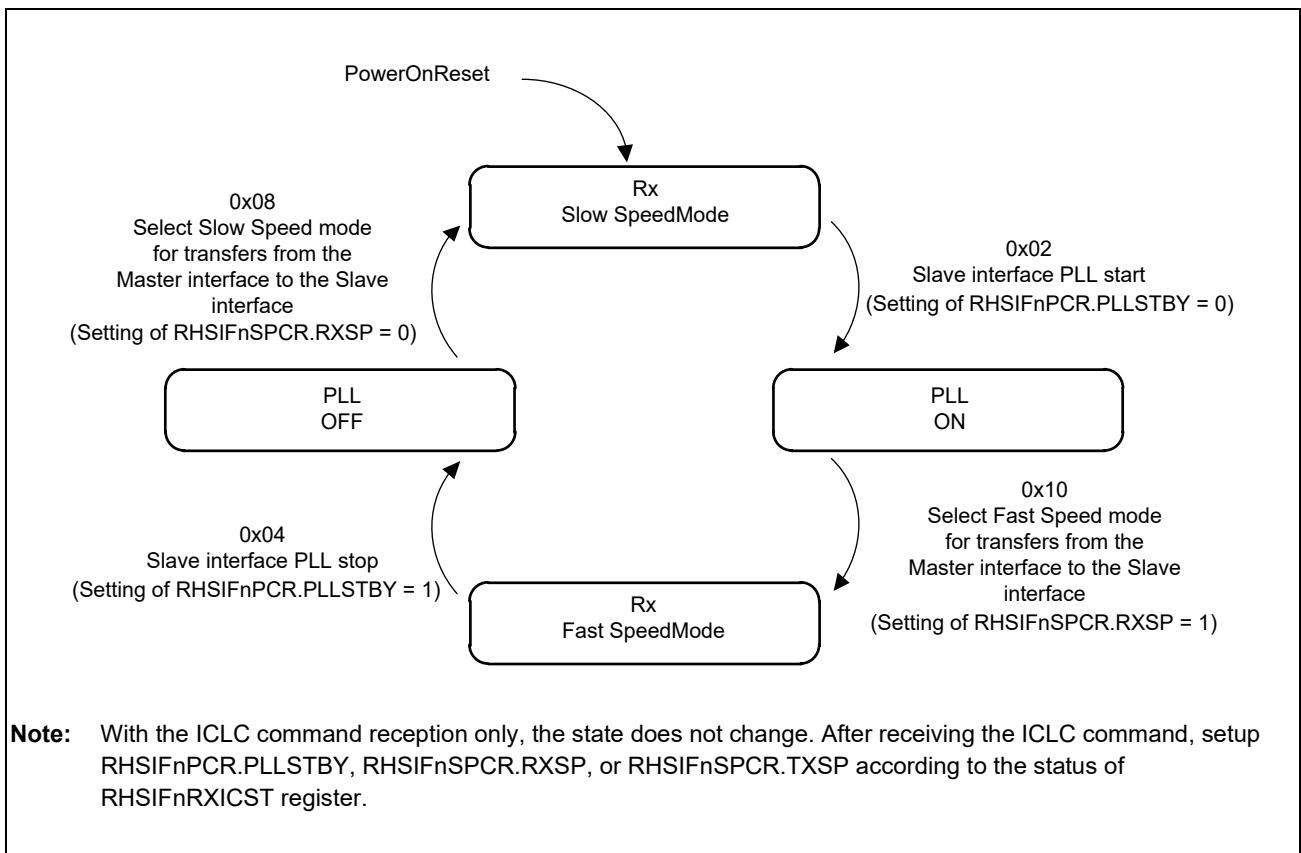 PowerOnReset
Rx
Slow SpeedMode
0x08
Select Slow Speed mode
for transfers from the
Master interface to the Slave
interface
(Setting of RHSIFnSPCR.RXSP = 0)
0x02
Slave interface PLL start
(Setting of RHSIFnPCR.PLLSTBY = 0)
PLL
OFF
PLL
ON
0x04
Slave interface PLL stop
(Setting of RHSIFnPCR.PLLSTBY = 1)
0x10
Select Fast Speed mode
for transfers from the
Master interface to the Slave
interface
(Setting of RHSIFnSPCR.RXSP = 1)
Rx
Fast SpeedMode
Note: With the ICLC command reception only, the state does not change. After receiving the ICLC command, setup
RHSIFnPCR.PLLSTBY, RHSIFnSPCR.RXSP, or RHSIFnSPCR.TXSP according to the status of
RHSIFnRXICST register.